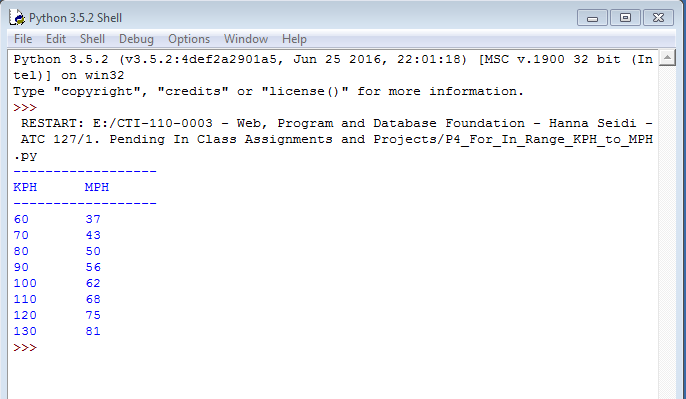 Python 3.5.2 Shell
File Edit Shell Debug Options Window Help
Python 3.5.2 (v3.5.2:4def2a2901a5, Jun 25 2016, 22:01:18) [MSC v.1900 32 bit (In
tel)] on win32
Type "copyright", "credits" or "license()" for more information.
>>>
RESTART: E:/CTI-110-0003 - Web, Program and Database Foundation - Hanna Seidi -
ATC 127/1. Pending In Class Assignments and Projects/P4_For_In_Range_KPH_to_MPH
.py
------------------
KPH MPH
------------------
60 37
70 43
80 50
90 56
100 62
110 68
120 75
130 81
>>>